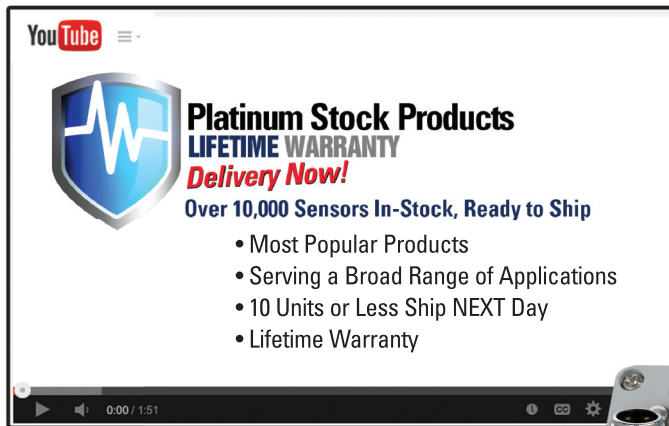 YouTube
Platinum Stock Products
LIFETIME WARRANTY
Delivery Now!
Over 10,000 Sensors In-Stock, Ready to Ship
• Most Popular Products
• Serving a Broad Range of Applications
• 10 Units or Less Ship NEXT Day
• Lifetime Warranty
0:00 / 1:51 CC